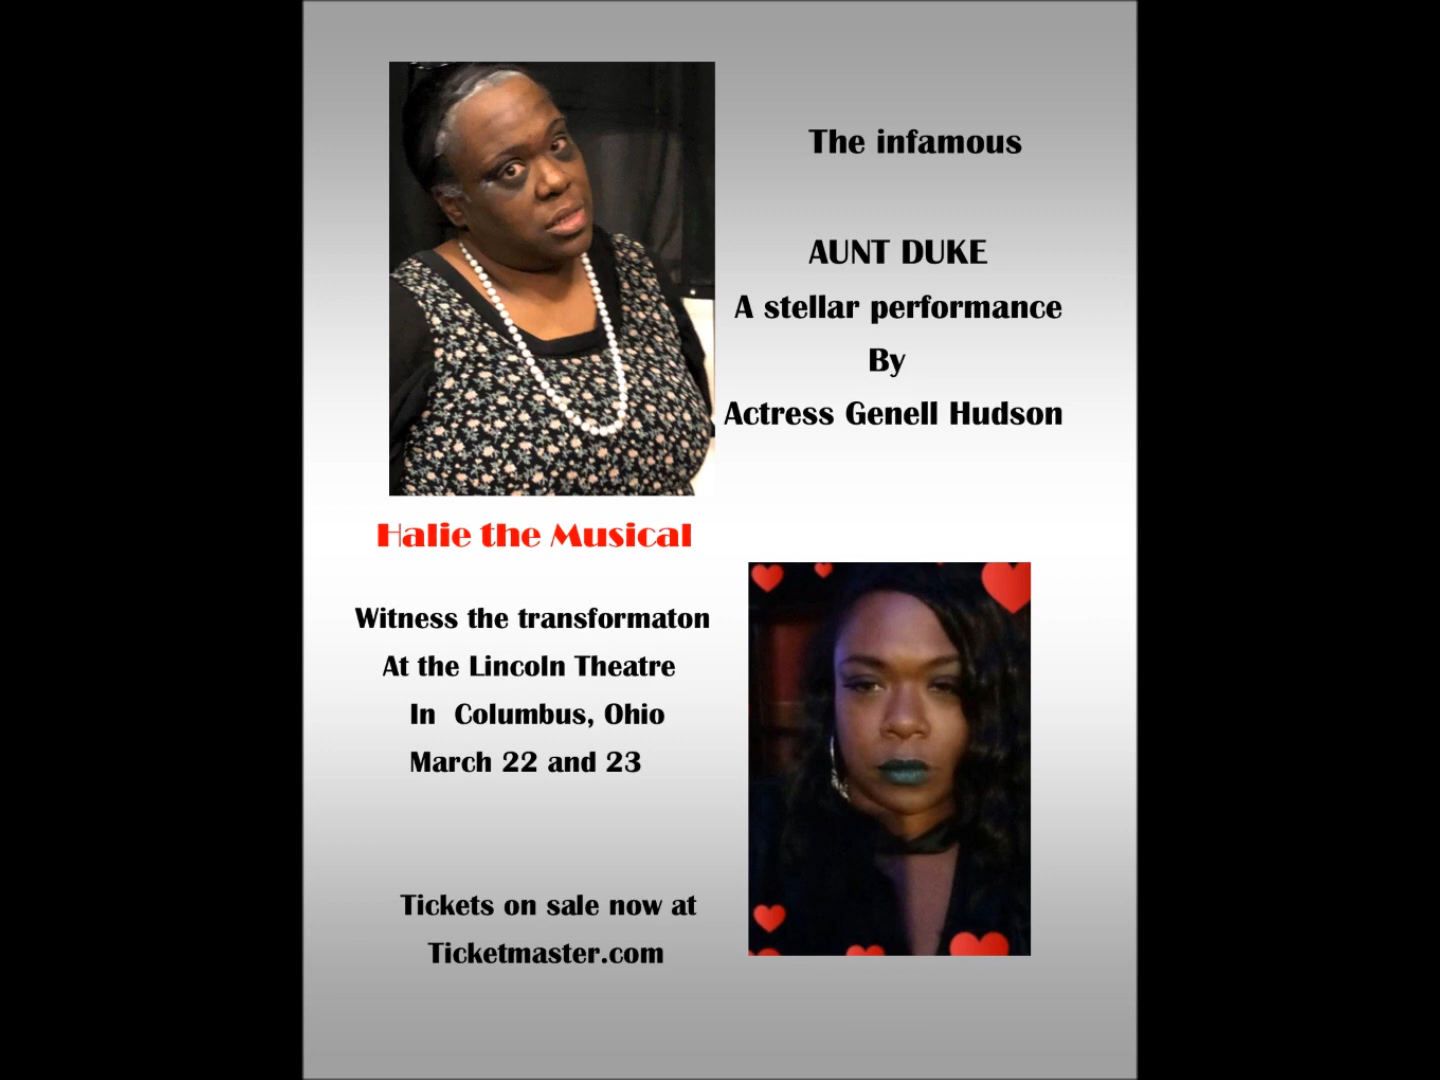 The infamous
AUNT DUKE
A stellar performance
By
Actress Genell Hudson
Halie the Musical
Witness the transformaton
At the Lincoln Theatre
In Columbus, Ohio
March 22 and 23
Tickets on sale now at
Ticketmaster.com